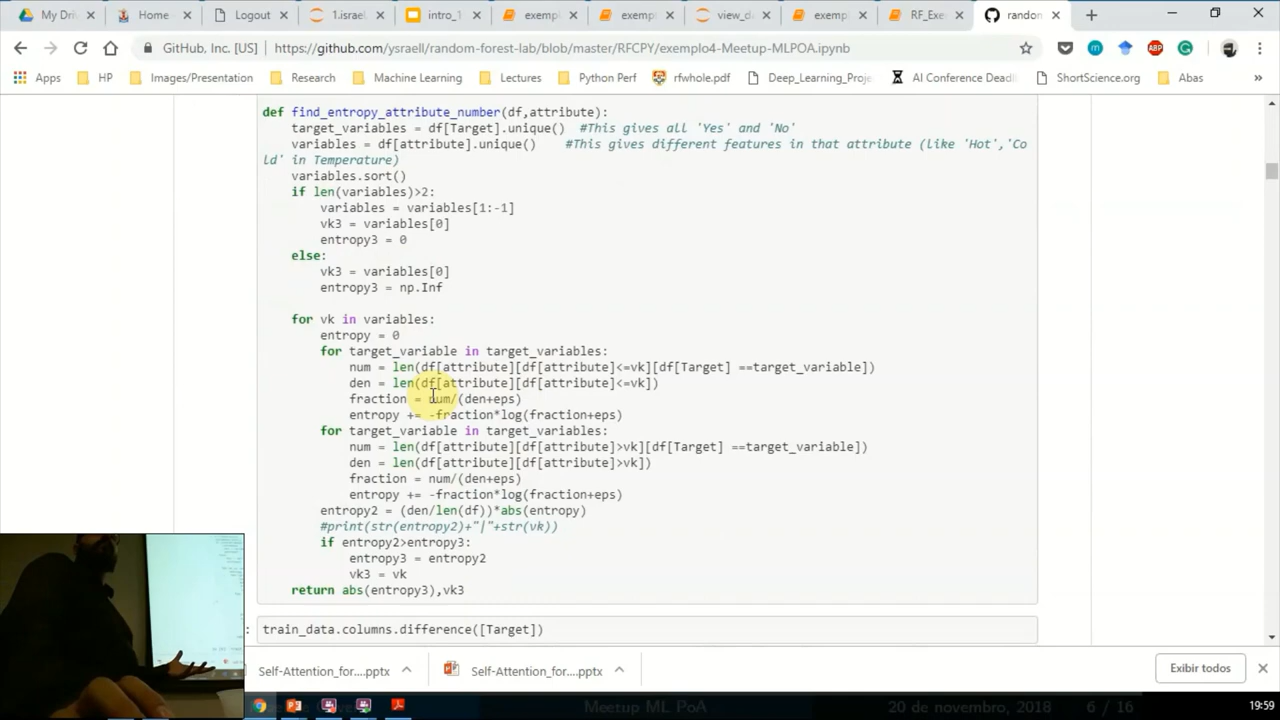 My Dri
Home
Logout
1.israel
intro_1
exempl
exempl
view_d
exempl
RF_Exe
random
GitHub, Inc. [US]
https://github.com/ysraell/random-forest-lab/blob/master/RFCPY/exemplo4-Meetup-MLPOA.ipynb
Apps
HP
Images/Presentation
Research
Machine Learning
Lectures
Python Perf
rfwhole.pdf
Deep_Learning_Proje
AI Conference Deadl
ShortScience.org
Abas
def find_entropy_attribute_number(df,attribute):
target_variables = df[Target].unique() #This gives all 'Yes' and 'No'
variables = df[attribute].unique() #This gives different features in that attribute (like 'Hot','Co
ld' in Temperature)
variables.sort()
if len(variables)>2:
variables = variables[1:-1]
vk3 = variables[0]
entropy3 = 0
else:
vk3 = variables[0]
entropy3 = np.Inf
for vk in variables:
entropy = 0
for target_variable in target_variables:
num = len(df[attribute][df[attribute]<=vk][df[Target] ==target_variable])
den = len(df[attribute][df[attribute]<=vk])
fraction = num/(den+eps)
entropy += -fraction*log(fraction+eps)
for target_variable in target_variables:
num = len(df[attribute][df[attribute]>vk][df[Target] ==target_variable])
den = len(df[attribute][df[attribute]>vk])
fraction = num/(den+eps)
entropy += -fraction*log(fraction+eps)
entropy2 = (den/len(df))*abs(entropy)
#print(str(entropy2)+"|"+str(vk))
if entropy2>entropy3:
entropy3 = entropy2
vk3 = vk
return abs(entropy3),vk3
: train_data.columns.difference([Target])
Self-Attention_for....pptx
Self-Attention_for....pptx
Exibir todos
Meetup ML PoA
20 de novembro, 2018
6 / 16
19:59